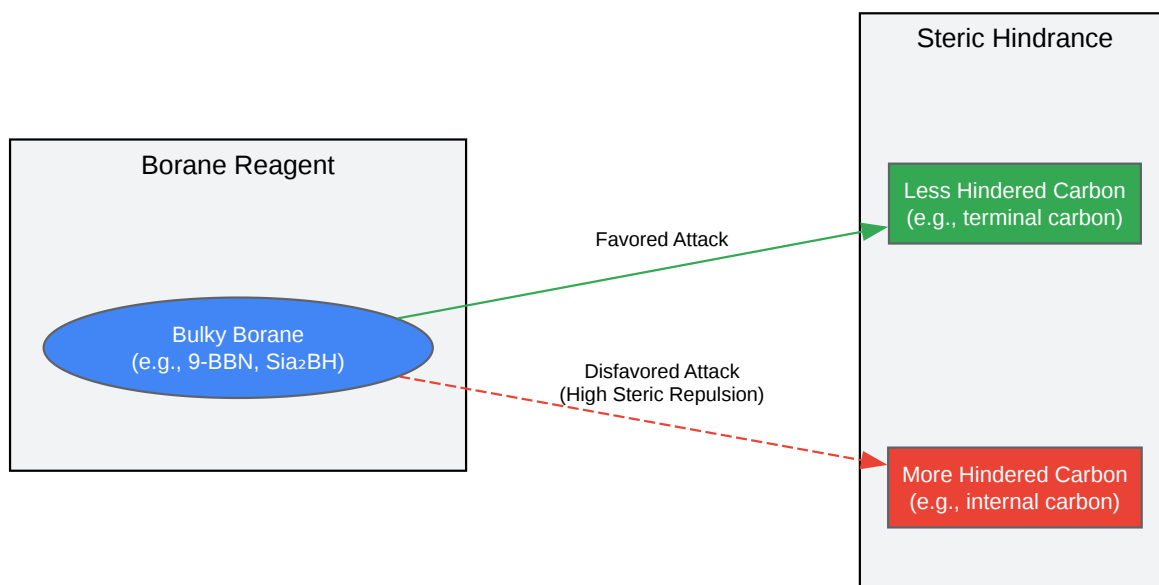 Steric Hindrance
Borane Reagent
Less Hindered Carbon
(e.g., terminal carbon)
Favored Attack
Bulky Borane
(e.g., 9-BBN, Sia₂BH)
Disfavored Attack
(High Steric Repulsion)
More Hindered Carbon
(e.g., internal carbon)